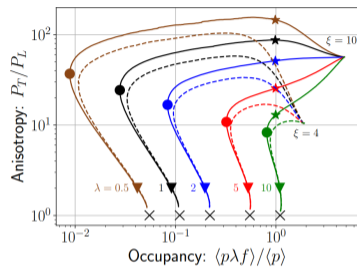 Anisotropy: P_T/P_L
10²
10¹
10⁰
ξ = 10
ξ = 4
λ = 0.5
1
2
5
10
10⁻²
10⁻¹
10⁰
Occupancy: ⟨pλf⟩/⟨p⟩